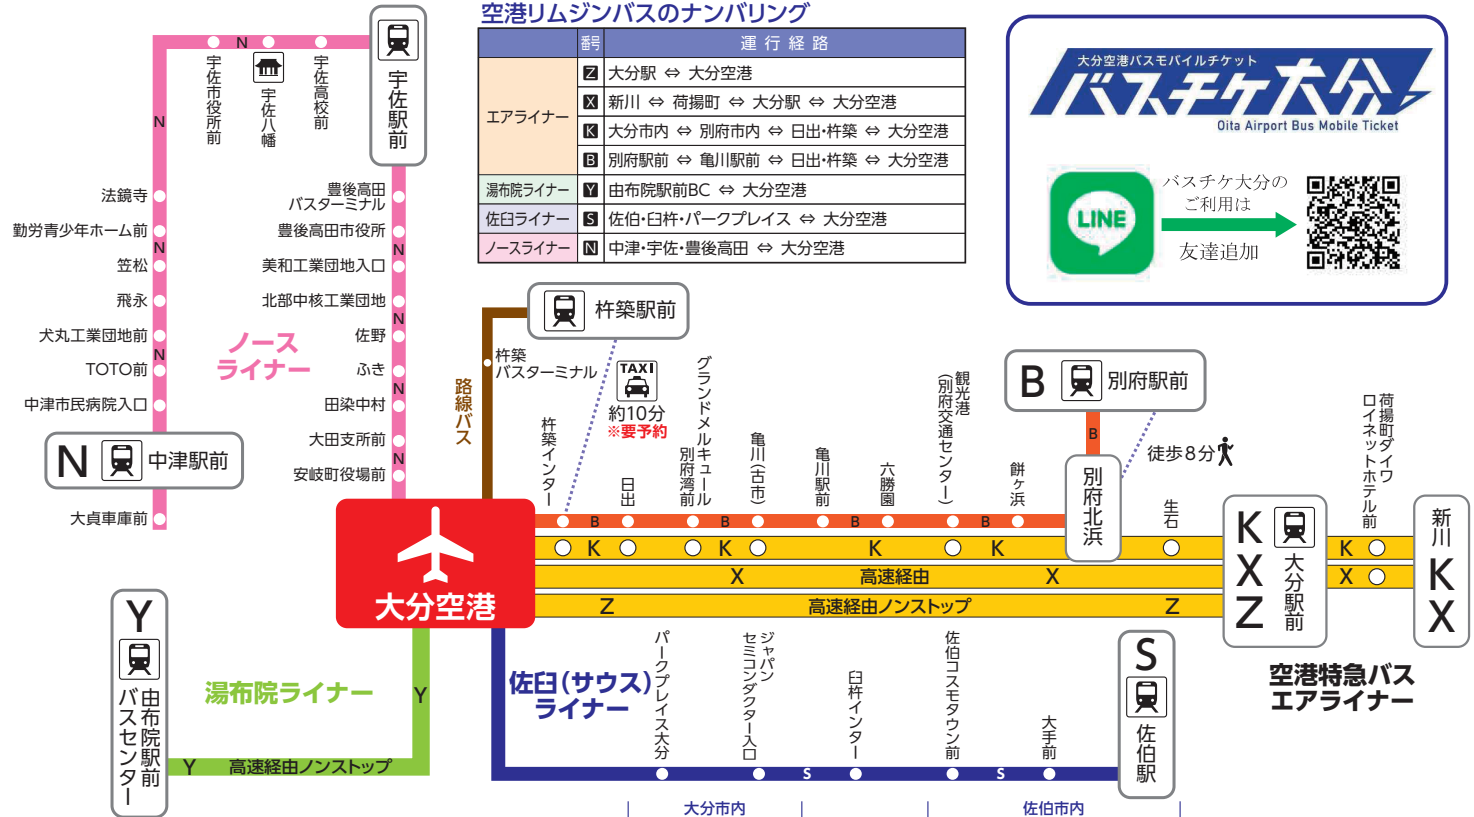 空港リムジンバスのナンバリング
番号 運行経路
エアライナー
Z 大分駅 ⇔ 大分空港
X 新川 ⇔ 荷揚町 ⇔ 大分駅 ⇔ 大分空港
K 大分市内 ⇔ 別府市内 ⇔ 日出・杵築 ⇔ 大分空港
B 別府駅前 ⇔ 亀川駅前 ⇔ 日出・杵築 ⇔ 大分空港
湯布院ライナー Y 由布院駅前BC ⇔ 大分空港
佐臼ライナー S 佐伯・臼杵・パークプレイス ⇔ 大分空港
ノースライナー N 中津・宇佐・豊後高田 ⇔ 大分空港
大分空港バスモバイルチケット
バスチケ大分
Oita Airport Bus Mobile Ticket
LINE
バスチケ大分の
ご利用は
友達追加
N
宇佐市役所前
宇佐八幡
宇佐高校前
宇佐駅前
N
法鏡寺
勤労青少年ホーム前
N
笠松
飛永
犬丸工業団地前
N
TOTO前
中津市民病院入口
N 中津駅前
大貞車庫前
ノース
ライナー
豊後高田
バスターミナル
豊後高田市役所
N
美和工業団地入口
北部中核工業団地
N
佐野
ふき
N
田染中村
大田支所前
N
安岐町役場前
杵築駅前
杵築
バスターミナル
路線バス
TAXI
約10分
※要予約
杵築インター
日出
グランドメルキュール
別府湾前
亀川(古市)
亀川駅前
六勝園
観光港
(別府交通センター)
餅ヶ浜
B 別府駅前
B
徒歩8分
別府北浜
生石
荷揚町ダイワ
ロイネットホテル前
B B B B
K K K K
X 高速経由 X
Z 高速経由ノンストップ Z
K
X
Z
大分駅前
K
X
新川
K
X
空港特急バス
エアライナー
大分空港
Y
由布院駅前
バスセンター
湯布院ライナー
Y
Y 高速経由ノンストップ
佐臼(サウス)
ライナー
パークプレイス大分
ジャパン
セミコンダクター入口
臼杵インター
佐伯コスモタウン前
大手前
S
佐伯駅
S S
大分市内
佐伯市内